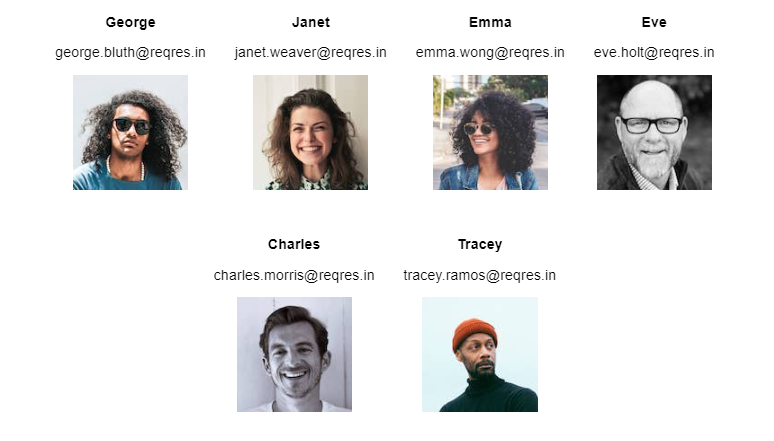 George
george.bluth@reqres.in
Janet
janet.weaver@reqres.in
Emma
emma.wong@reqres.in
Eve
eve.holt@reqres.in
Charles
charles.morris@reqres.in
Tracey
tracey.ramos@reqres.in